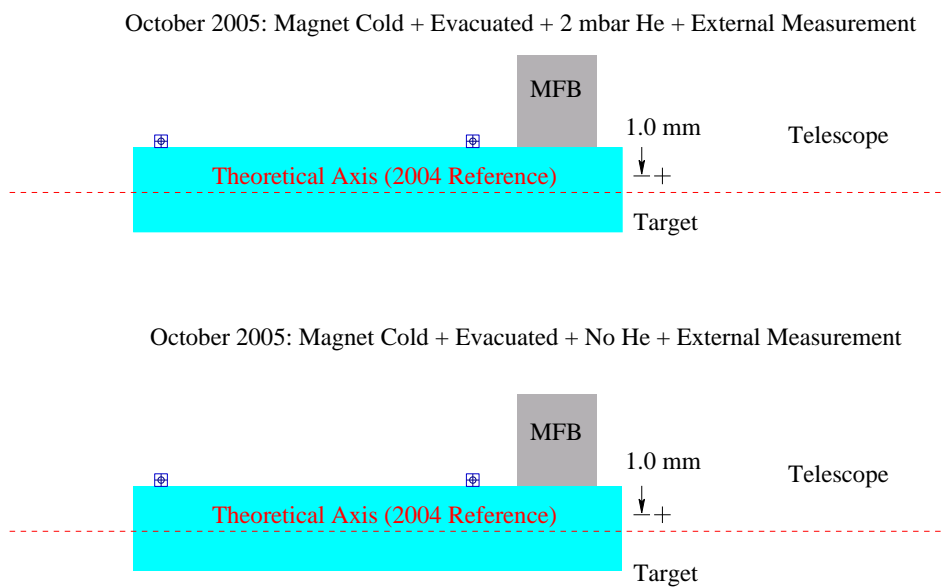 October 2005: Magnet Cold + Evacuated + 2 mbar He + External Measurement
MFB
1.0 mm
Telescope
Theoretical Axis (2004 Reference)
Target
October 2005: Magnet Cold + Evacuated + No He + External Measurement
MFB
1.0 mm
Telescope
Theoretical Axis (2004 Reference)
Target